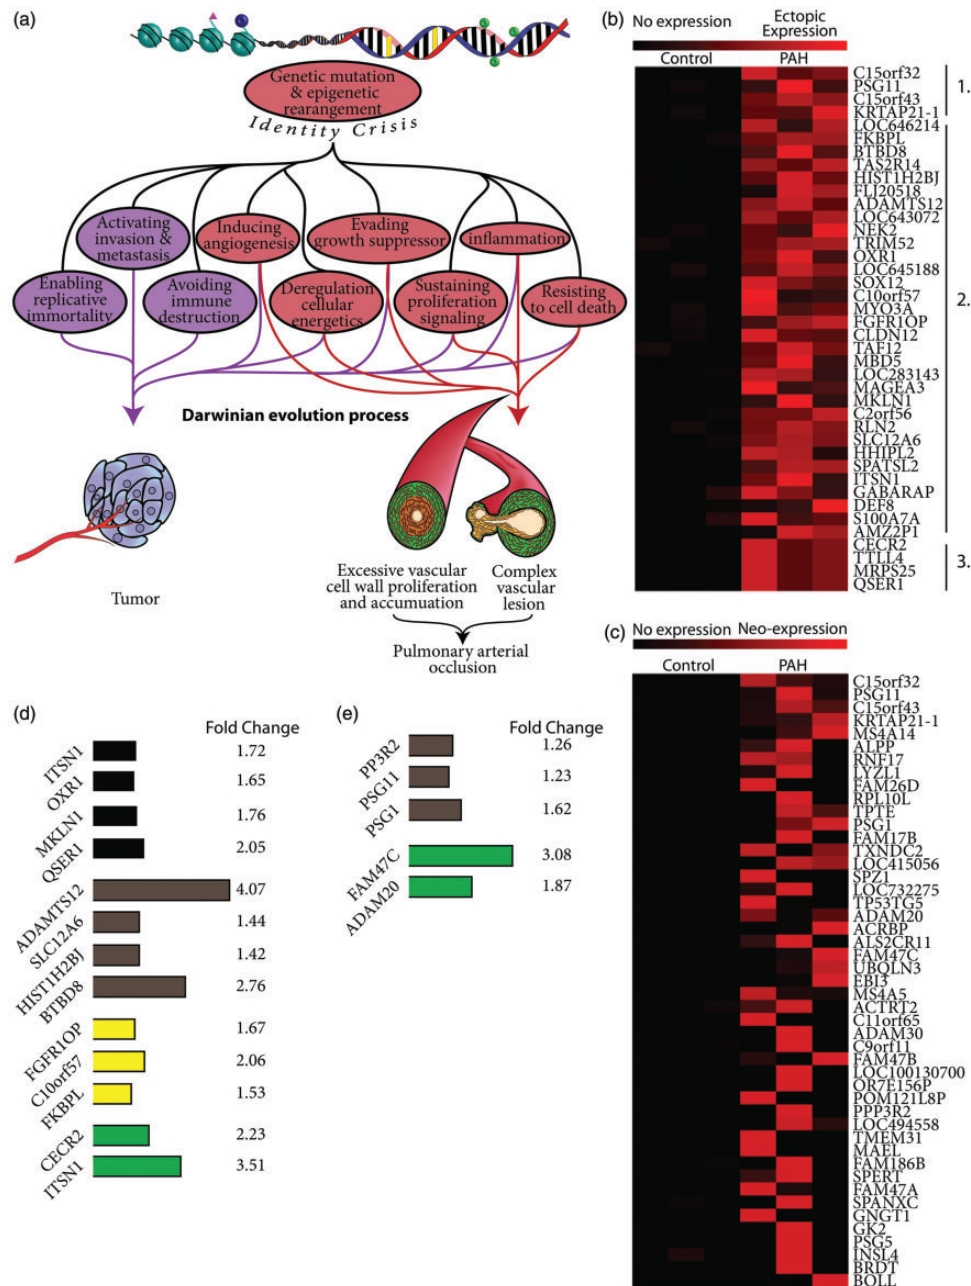 (a)
Genetic mutation
& epigenetic
rearangement
Identity Crisis
Activating
invasion &
metastasis
Inducing
angiogenesis
Evading
growth suppressor
inflammation
Enabling
replicative
immortality
Avoiding
immune
destruction
Deregulation
cellular
energetics
Sustaining
proliferation
signaling
Resisting
to cell death
Darwinian evolution process
Tumor
Excessive vascular
cell wall proliferation
and accumuation
Complex
vascular
lesion
Pulmonary arterial
occlusion
(b)
No expression
Ectopic
Expression
Control
PAH
C15orf32
PSG11
C15orf43
KRTAP21-1
LOC646214
FKBPL
BTBD8
TAS2R14
HIST1H2BJ
FLJ20518
ADAMTS12
LOC643072
NEK2
TRIM52
OXR1
LOC645188
SOX12
C10orf57
MYO3A
FGFR1OP
CLDN12
TAF12
MBD5
LOC283143
MAGEA3
MKLN1
C2orf56
RLN2
SLC12A6
HHIPL2
SPATSL2
ITSN1
GABARAP
DEF8
S100A7A
AMZ2P1
CECR2
TTLL4
MRPS25
QSER1
1.
2.
3.
(c)
No expression
Neo-expression
Control
PAH
C15orf32
PSG11
C15orf43
KRTAP21-1
MS4A14
ALPP
RNF17
LYZL1
FAM26D
RPL10L
TPTE
PSG1
FAM17B
TXNDC2
LOC415056
SPZ1
LOC732275
TP53TG5
ADAM20
ACRBP
ALS2CR11
FAM47C
UBQLN3
EBI3
MS4A5
ACTRT2
C11orf65
ADAM30
C9orf11
FAM47B
LOC100130700
OR7E156P
POM121L8P
PPP3R2
LOC494558
TMEM31
MAEL
FAM186B
SPERT
FAM47A
SPANXC
GNGT1
GK2
PSG5
INSL4
BRDT
BOLL
(d)
Fold Change
ITSN1 1.72
OXR1 1.65
MKLN1 1.76
QSER1 2.05
ADAMTS12 4.07
SLC12A6 1.44
HIST1H2BJ 1.42
BTBD8 2.76
FGFR1OP 1.67
C10orf57 2.06
FKBPL 1.53
CECR2 2.23
ITSN1 3.51
(e)
Fold Change
PP3R2 1.26
PSG11 1.23
PSG1 1.62
FAM47C 3.08
ADAM20 1.87